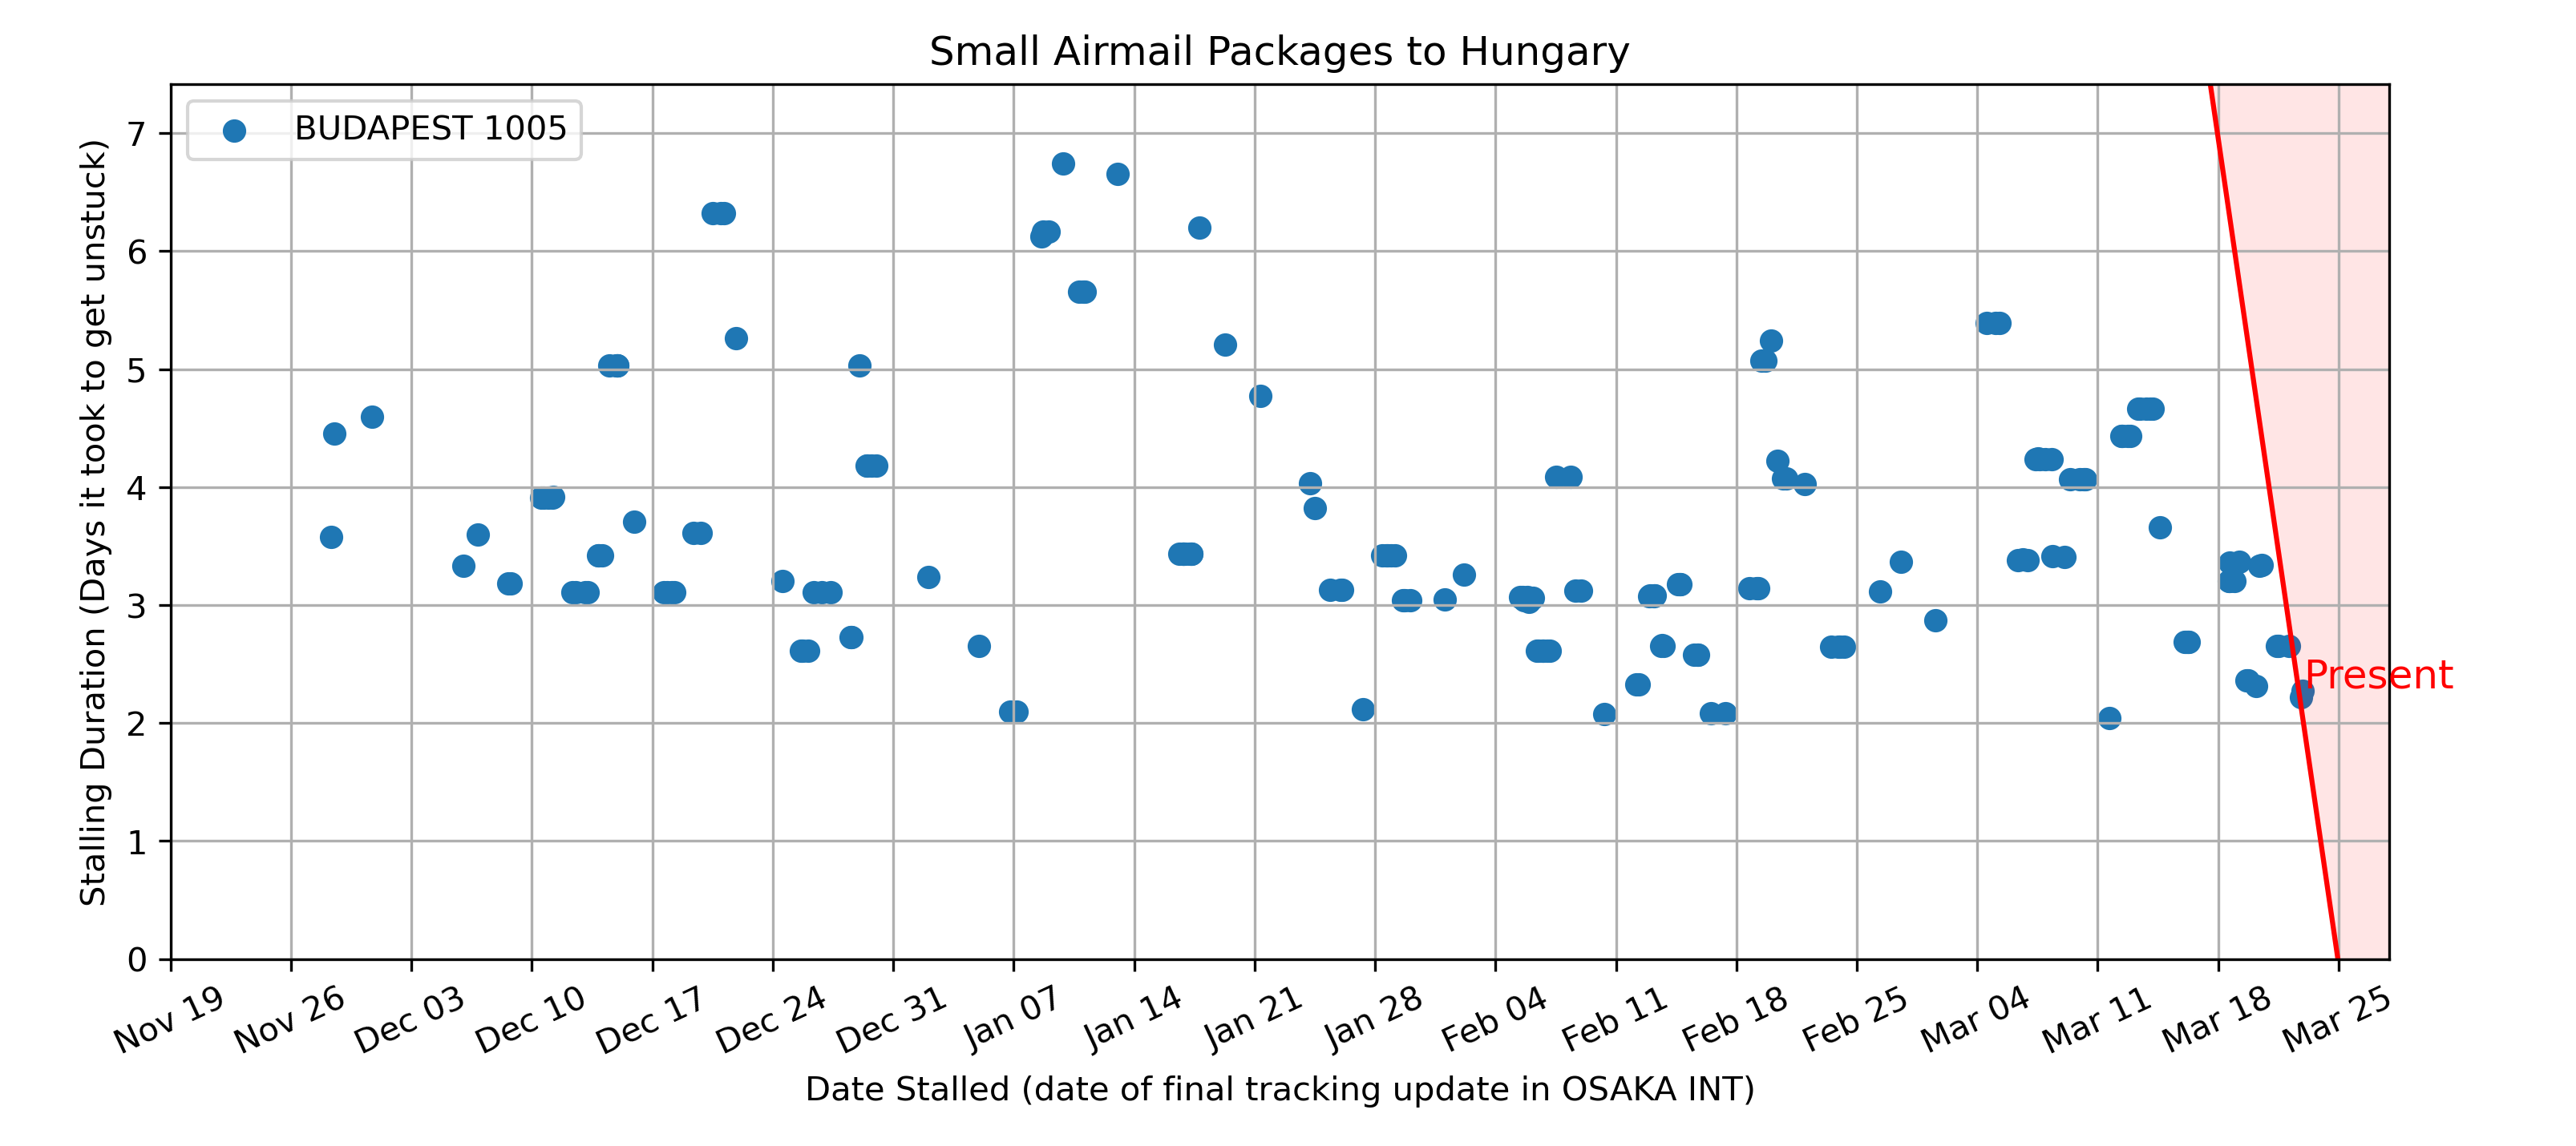 Small Airmail Packages to Hungary
BUDAPEST 1005
Stalling Duration (Days it took to get unstuck)
7
6
5
4
3
2
1
0
Present
Nov 19
Nov 26
Dec 03
Dec 10
Dec 17
Dec 24
Dec 31
Jan 07
Jan 14
Jan 21
Jan 28
Feb 04
Feb 11
Feb 18
Feb 25
Mar 04
Mar 11
Mar 18
Mar 25
Date Stalled (date of final tracking update in OSAKA INT)